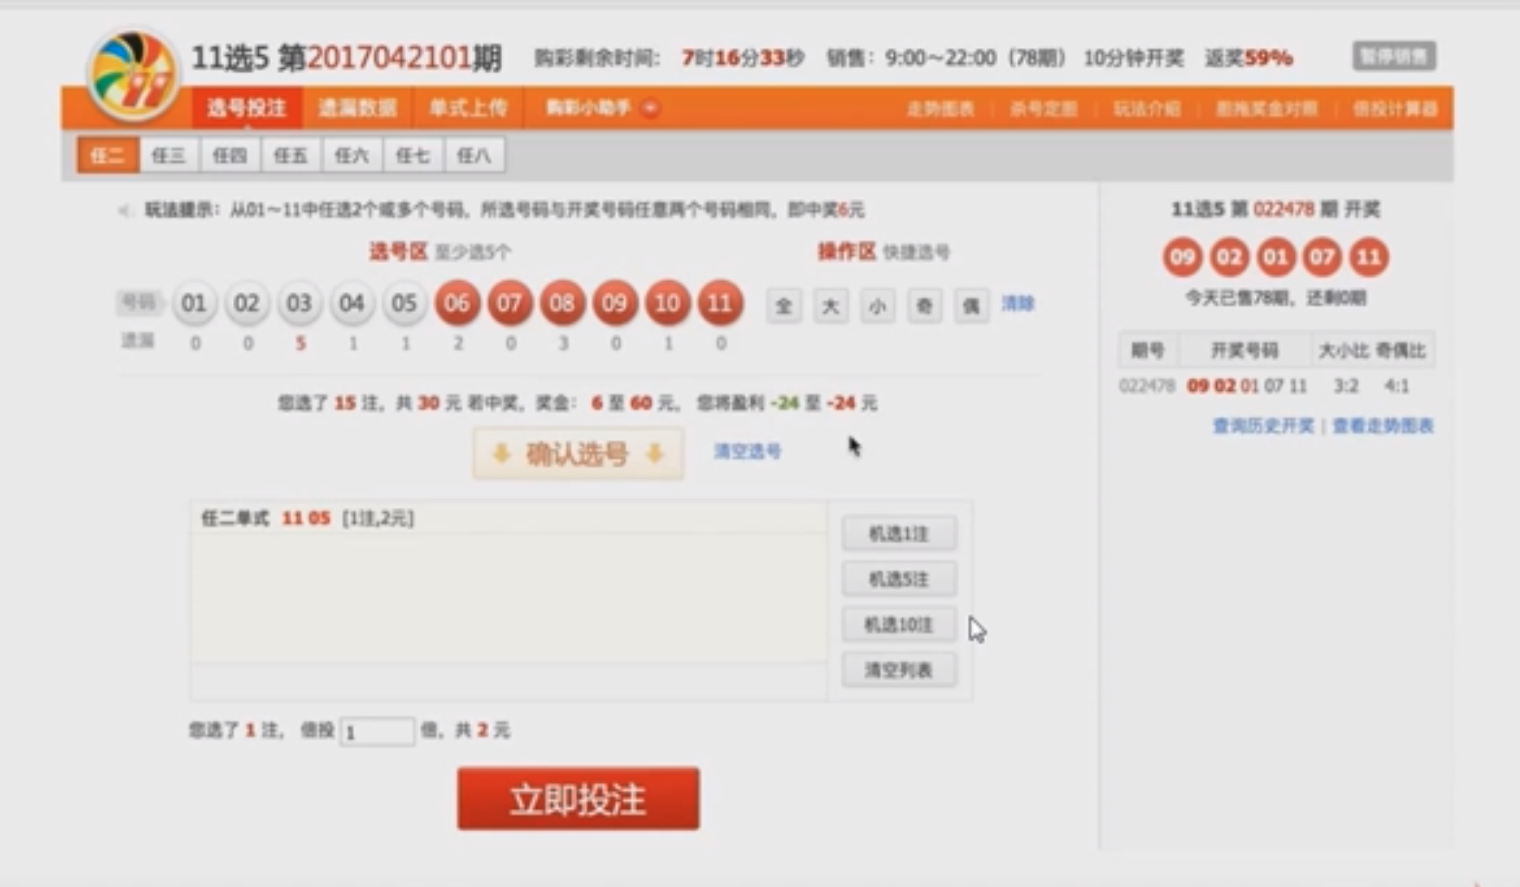 11选5 第2017042101期 购彩剩余时间：7时16分33秒 销售：9:00～22:00（78期） 10分钟开奖 返奖59% 暂停销售
选号投注 遗漏数据 单式上传 购彩小助手 走势图表 杀号定胆 玩法介绍 胆拖奖金对照 倍投计算器
任二 任三 任四 任五 任六 任七 任八
玩法提示：从01～11中任选2个或多个号码，所选号码与开奖号码任意两个号码相同，即中奖6元
选号区 至少选5个 操作区 快捷选号
号码 01 02 03 04 05 06 07 08 09 10 11 全 大 小 奇 偶 清除
遗漏 0 0 5 1 1 2 0 3 0 1 0
您选了 15 注，共 30 元 若中奖，奖金： 6 至 60 元， 您将盈利 -24 至 -24 元
确认选号 清空选号
任二单式 11 05 [1注,2元]
机选1注
机选5注
机选10注
清空列表
您选了 1 注， 倍投 1 倍，共 2 元
立即投注
11选5 第 022478 期 开奖
09 02 01 07 11
今天已售78期，还剩0期
期号 开奖号码 大小比 奇偶比
022478 09 02 01 07 11 3:2 4:1
查询历史开奖 | 查看走势图表